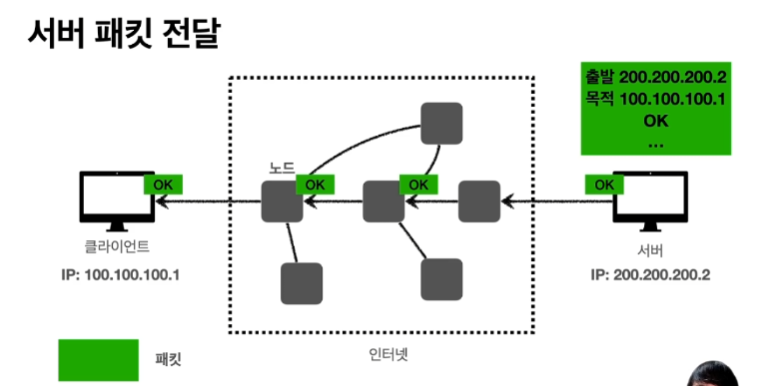 서버 패킷 전달
출발 200.200.200.2
목적 100.100.100.1
OK
...
노드
OK
OK
OK
OK
클라이언트
IP: 100.100.100.1
서버
IP: 200.200.200.2
인터넷
패킷